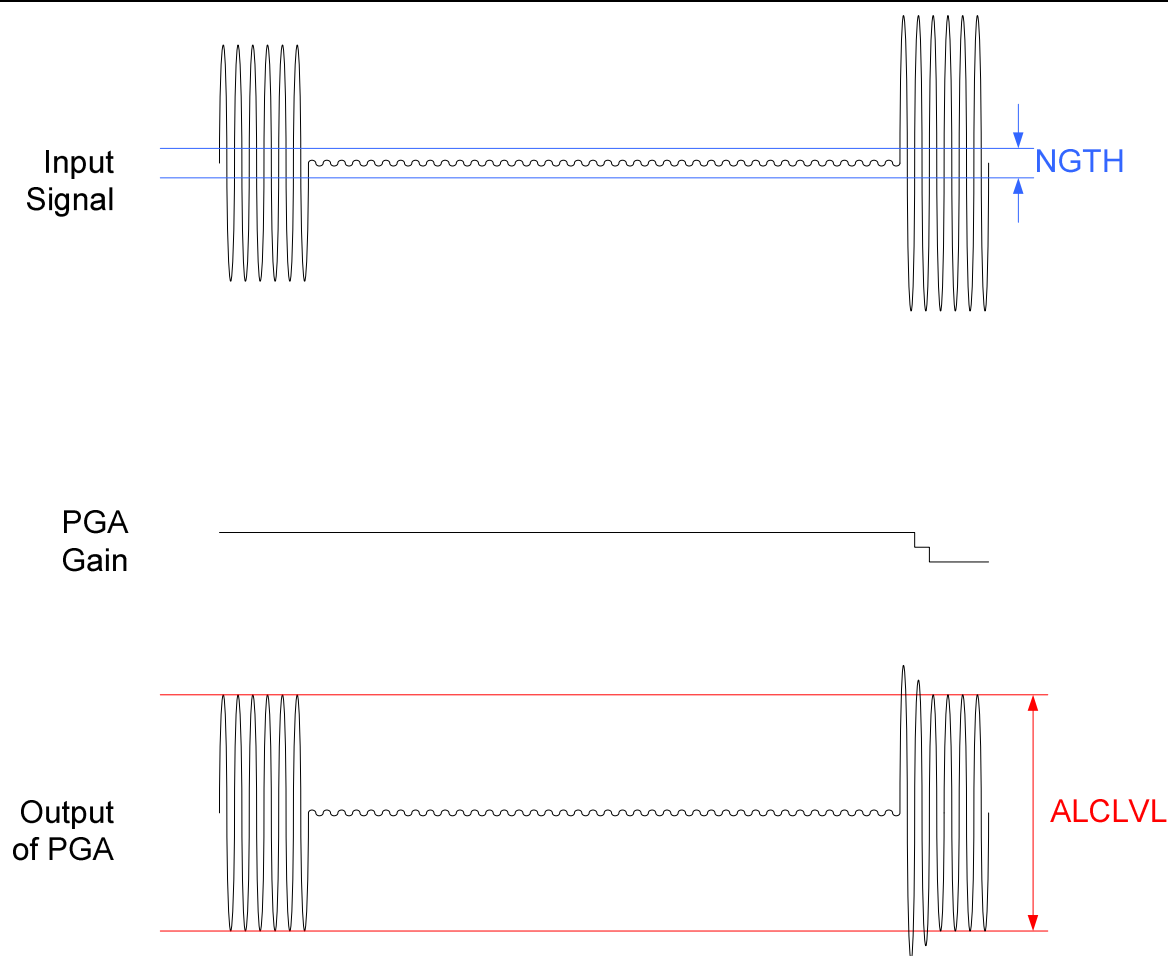 Input
Signal
NGTH
PGA
Gain
Output
of PGA
ALCLVL